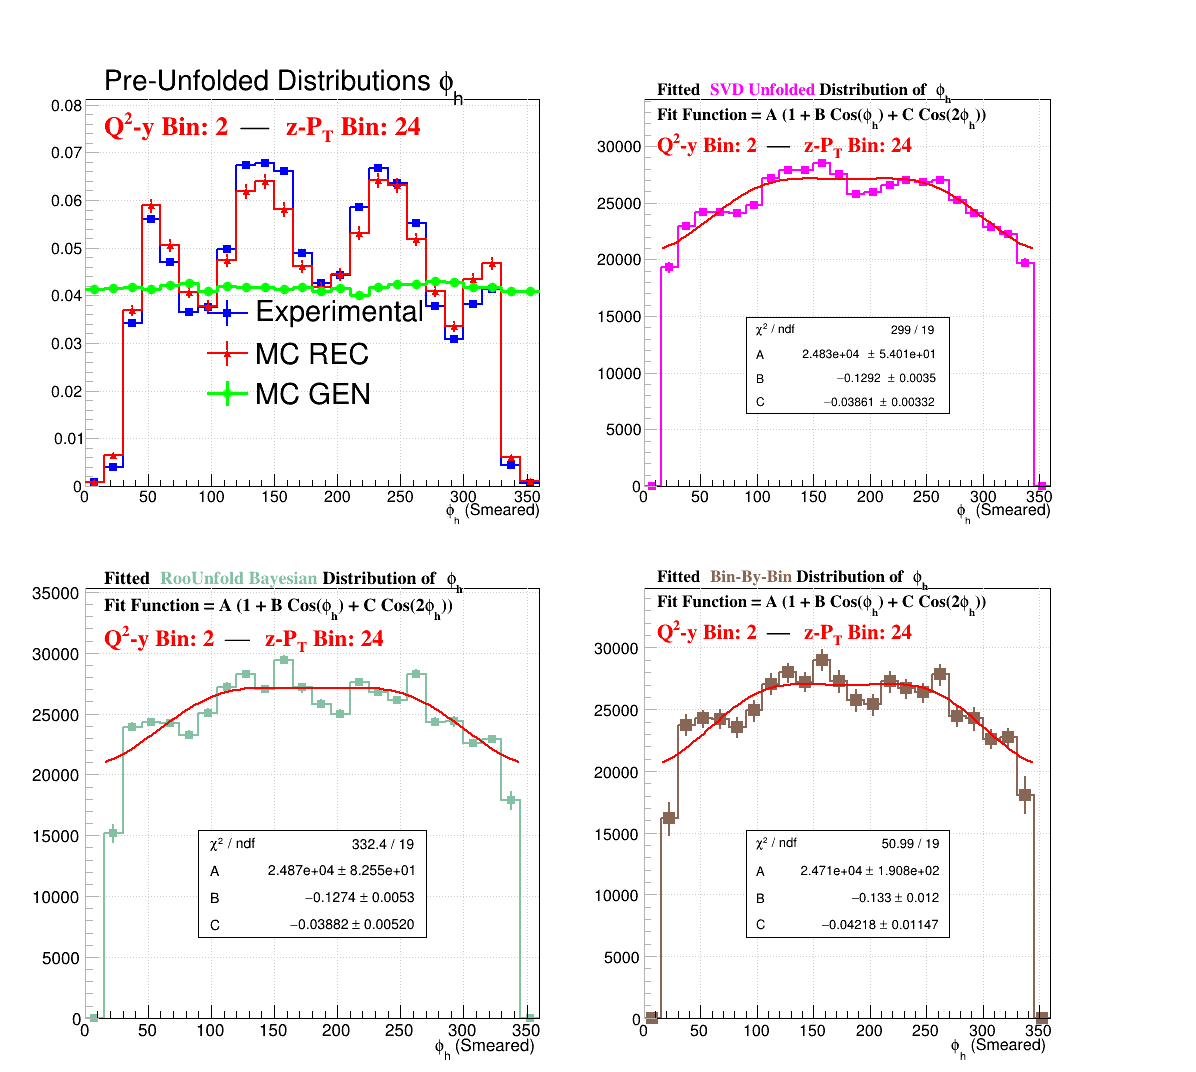 Pre-Unfolded Distributions ϕh
Q²-y Bin: 2 — z-PT Bin: 24
0.08
0.07
0.06
0.05
0.04
0.03
0.02
0.01
0
Experimental
MC REC
MC GEN
0 50 100 150 200 250 300 350
ϕh (Smeared)
Fitted SVD Unfolded Distribution of ϕh
Fit Function = A (1 + B Cos(ϕh) + C Cos(2ϕh))
Q²-y Bin: 2 — z-PT Bin: 24
30000
25000
20000
15000
10000
5000
0
χ² / ndf 299 / 19
A 2.483e+04 ± 5.401e+01
B −0.1292 ± 0.0035
C −0.03861 ± 0.00332
0 50 100 150 200 250 300 350
ϕh (Smeared)
Fitted RooUnfold Bayesian Distribution of ϕh
Fit Function = A (1 + B Cos(ϕh) + C Cos(2ϕh))
Q²-y Bin: 2 — z-PT Bin: 24
35000
30000
25000
20000
15000
10000
5000
0
χ² / ndf 332.4 / 19
A 2.487e+04 ± 8.255e+01
B −0.1274 ± 0.0053
C −0.03882 ± 0.00520
0 50 100 150 200 250 300 350
ϕh (Smeared)
Fitted Bin-By-Bin Distribution of ϕh
Fit Function = A (1 + B Cos(ϕh) + C Cos(2ϕh))
Q²-y Bin: 2 — z-PT Bin: 24
30000
25000
20000
15000
10000
5000
0
χ² / ndf 50.99 / 19
A 2.471e+04 ± 1.908e+02
B −0.133 ± 0.012
C −0.04218 ± 0.01147
0 50 100 150 200 250 300 350
ϕh (Smeared)